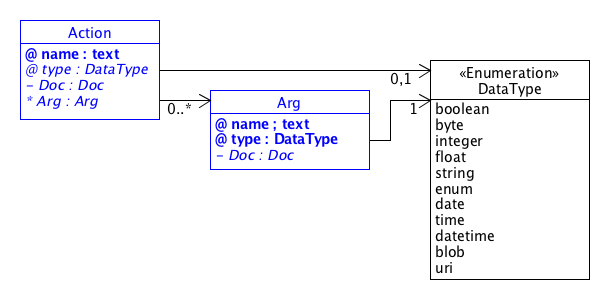 Action
@ name : text
@ type : DataType
- Doc : Doc
* Arg : Arg
0,1
0..*
Arg
@ name ; text
@ type : DataType
- Doc : Doc
1
«Enumeration»
DataType
boolean
byte
integer
float
string
enum
date
time
datetime
blob
uri